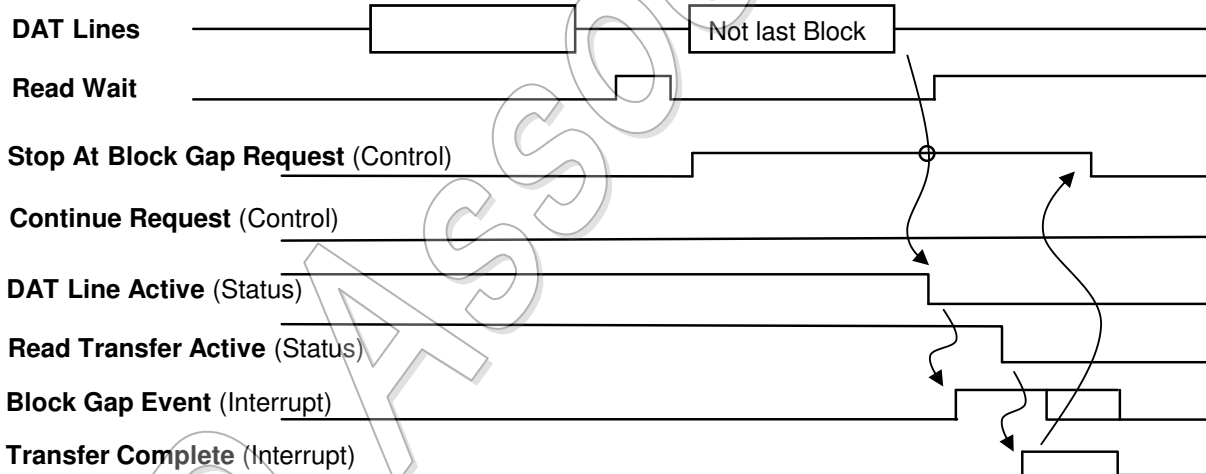 DAT Lines
Not last Block
Read Wait
Stop At Block Gap Request (Control)
Continue Request (Control)
DAT Line Active (Status)
Read Transfer Active (Status)
Block Gap Event (Interrupt)
Transfer Complete (Interrupt)